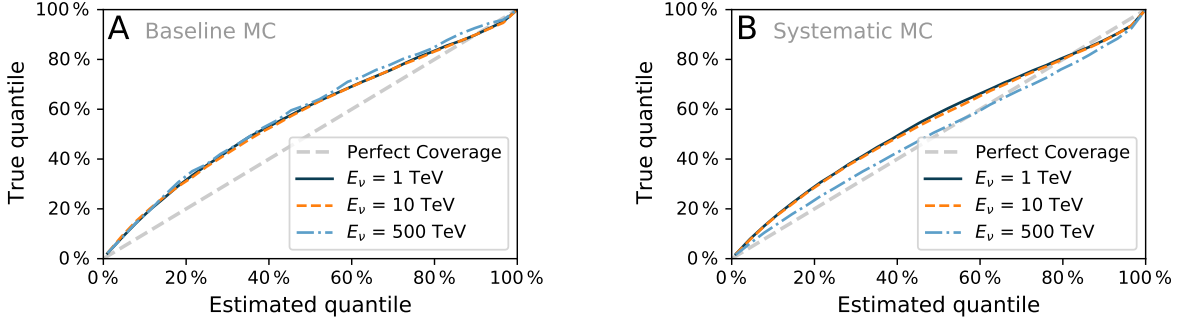 A Baseline MC
100 %
80 %
60 %
40 %
20 %
0 %
True quantile
Perfect Coverage
Eν = 1 TeV
Eν = 10 TeV
Eν = 500 TeV
0 % 20 % 40 % 60 % 80 % 100 %
Estimated quantile
B Systematic MC
100 %
80 %
60 %
40 %
20 %
0 %
True quantile
Perfect Coverage
Eν = 1 TeV
Eν = 10 TeV
Eν = 500 TeV
0 % 20 % 40 % 60 % 80 % 100 %
Estimated quantile